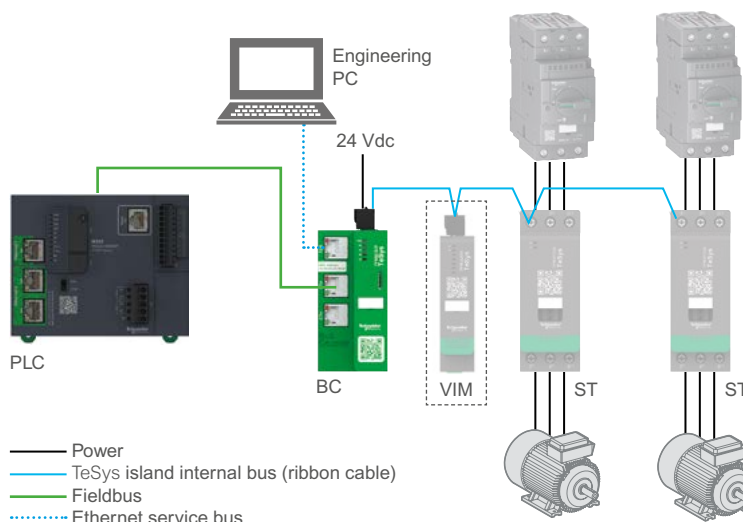 Engineering
PC
24 Vdc
PLC
BC
VIM
ST
ST
Power
TeSys island internal bus (ribbon cable)
Fieldbus
Ethernet service bus